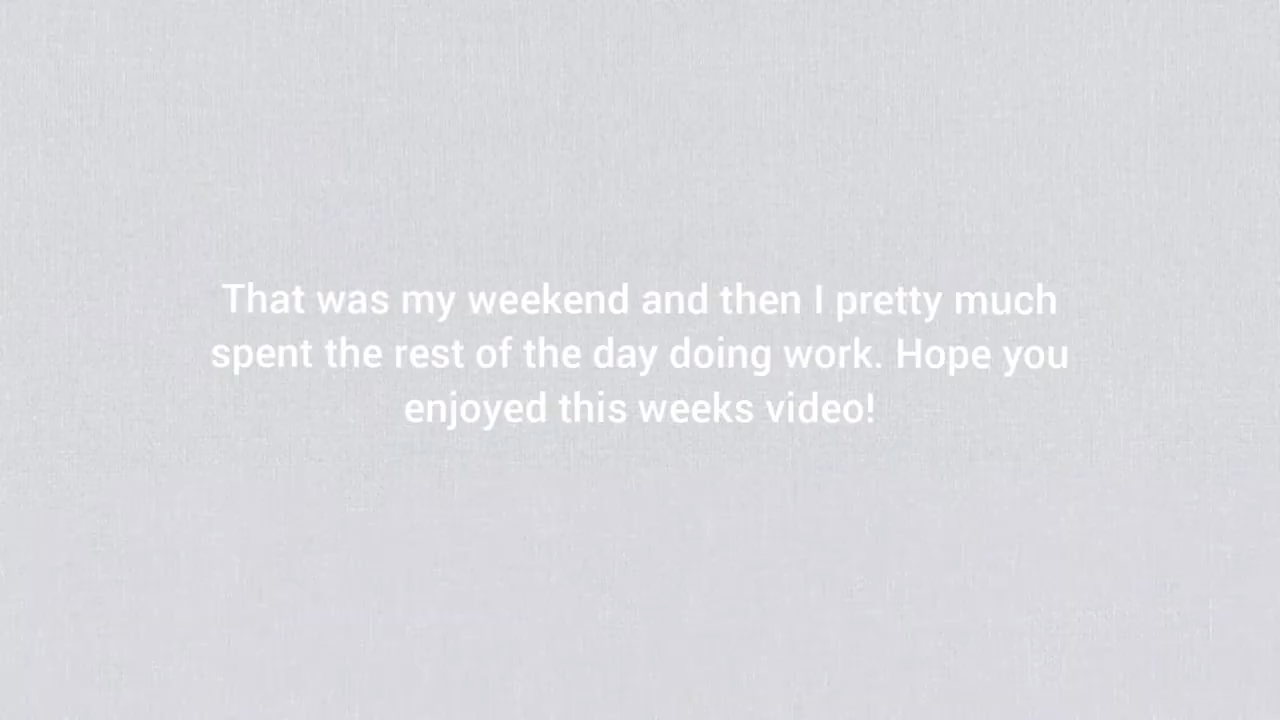 That was my weekend and then I pretty much
spent the rest of the day doing work. Hope you
enjoyed this weeks video!